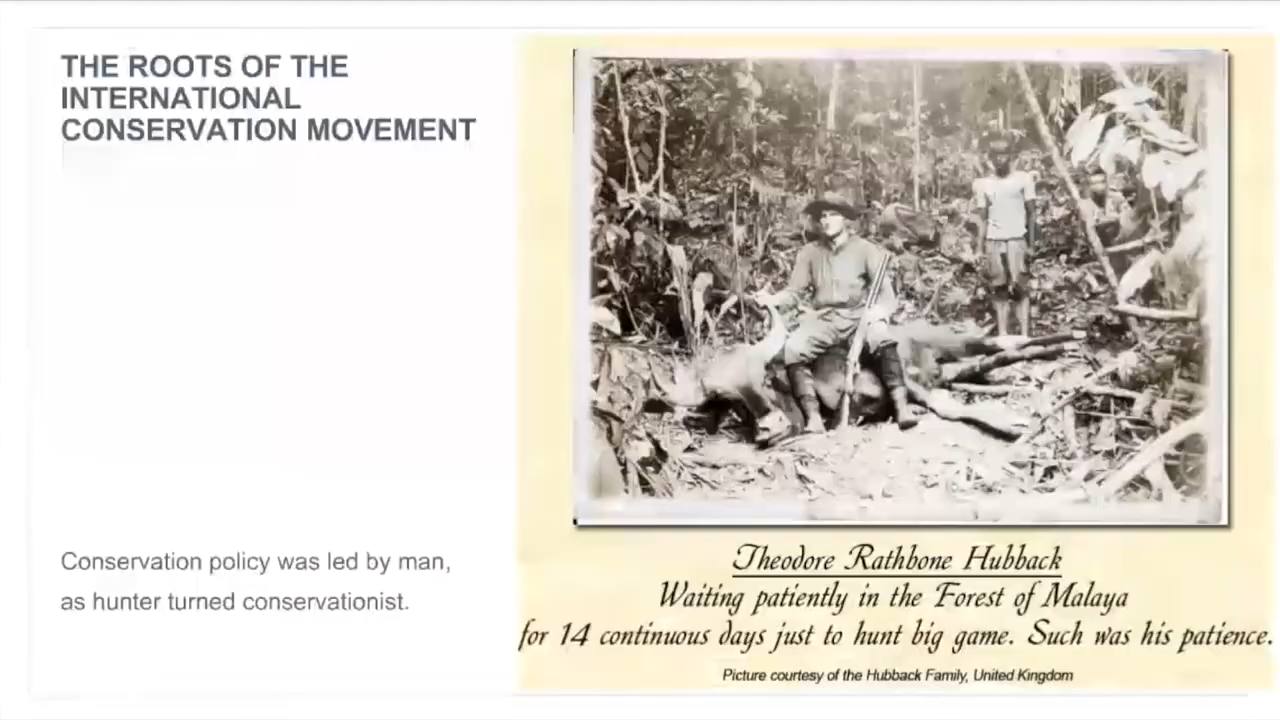 THE ROOTS OF THE
INTERNATIONAL
CONSERVATION MOVEMENT
Conservation policy was led by man,
as hunter turned conservationist.
Theodore Rathbone Hubback
Waiting patiently in the Forest of Malaya
for 14 continuous days just to hunt big game. Such was his patience.
Picture courtesy of the Hubback Family, United Kingdom